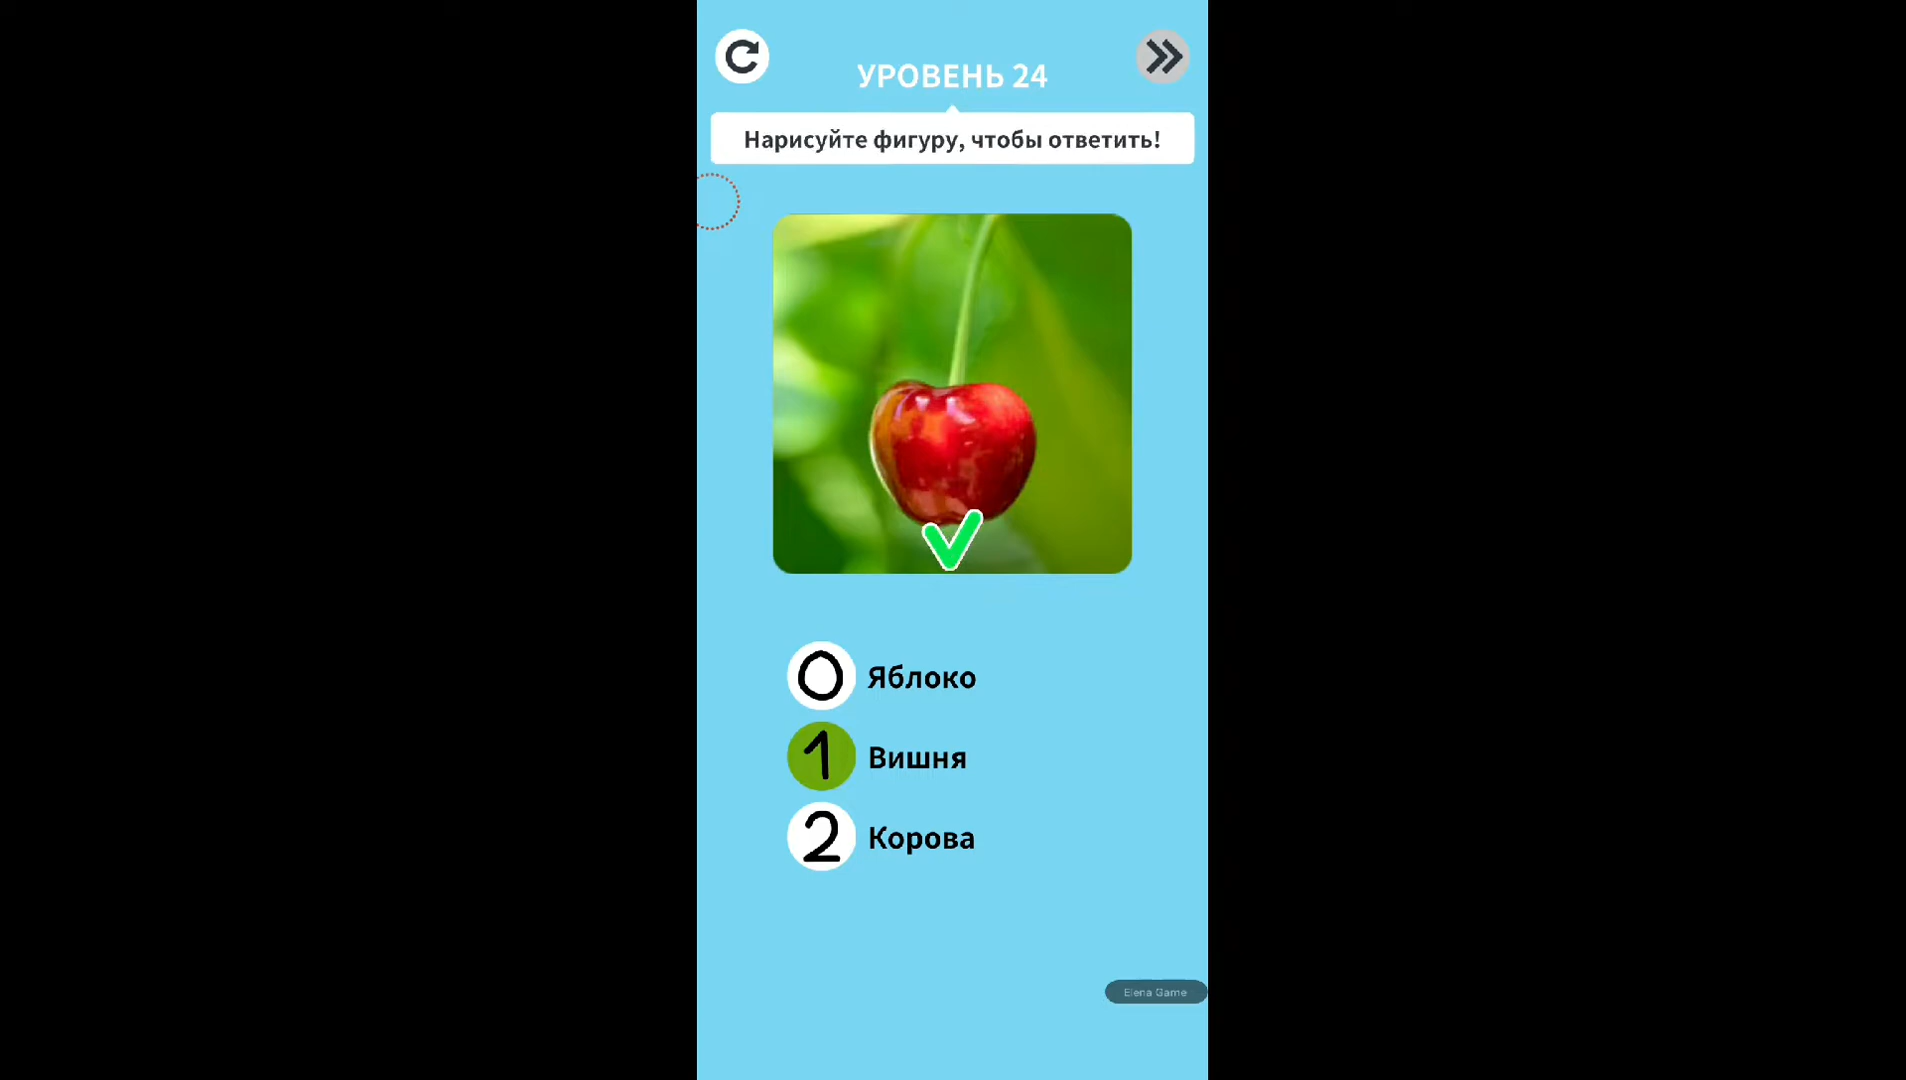 УРОВЕНЬ 24
Нарисуйте фигуру, чтобы ответить!
0 Яблоко
1 Вишня
2 Корова
Elena Game